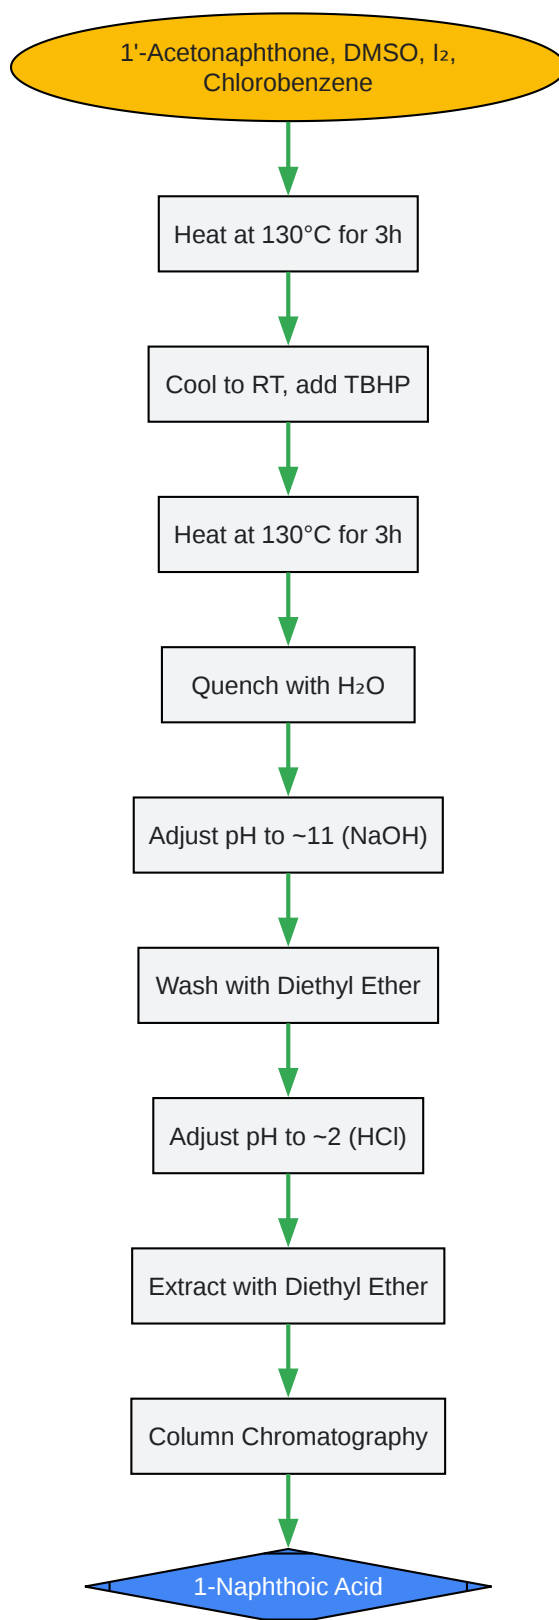 1'-Acetonaphthone, DMSO, I₂,
Chlorobenzene
Heat at 130°C for 3h
Cool to RT, add TBHP
Heat at 130°C for 3h
Quench with H₂O
Adjust pH to ~11 (NaOH)
Wash with Diethyl Ether
Adjust pH to ~2 (HCl)
Extract with Diethyl Ether
Column Chromatography
1-Naphthoic Acid